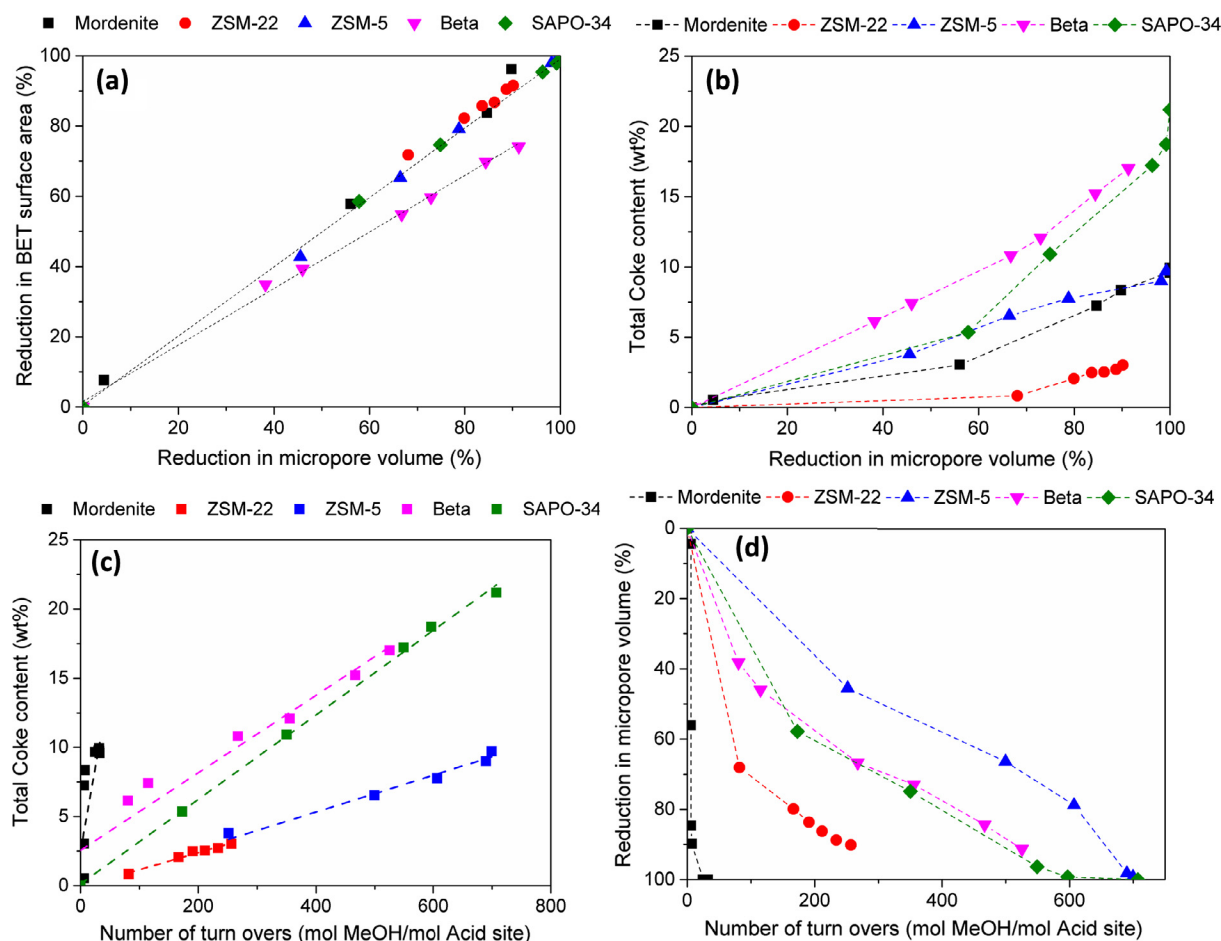 Mordenite ZSM-22 ZSM-5 Beta SAPO-34
(a)
Reduction in BET surface area (%)
100
80
60
40
20
0
0 20 40 60 80 100
Reduction in micropore volume (%)
Mordenite ZSM-22 ZSM-5 Beta SAPO-34
(b)
Total Coke content (wt%)
25
20
15
10
5
0
0 20 40 60 80 100
Reduction in micropore volume (%)
Mordenite ZSM-22 ZSM-5 Beta SAPO-34
(c)
Total Coke content (wt%)
25
20
15
10
5
0
0 200 400 600 800
Number of turn overs (mol MeOH/mol Acid site)
Mordenite ZSM-22 ZSM-5 Beta SAPO-34
(d)
Reduction in micropore volume (%)
0
20
40
60
80
100
0 200 400 600
Number of turn overs (mol MeOH/mol Acid site)